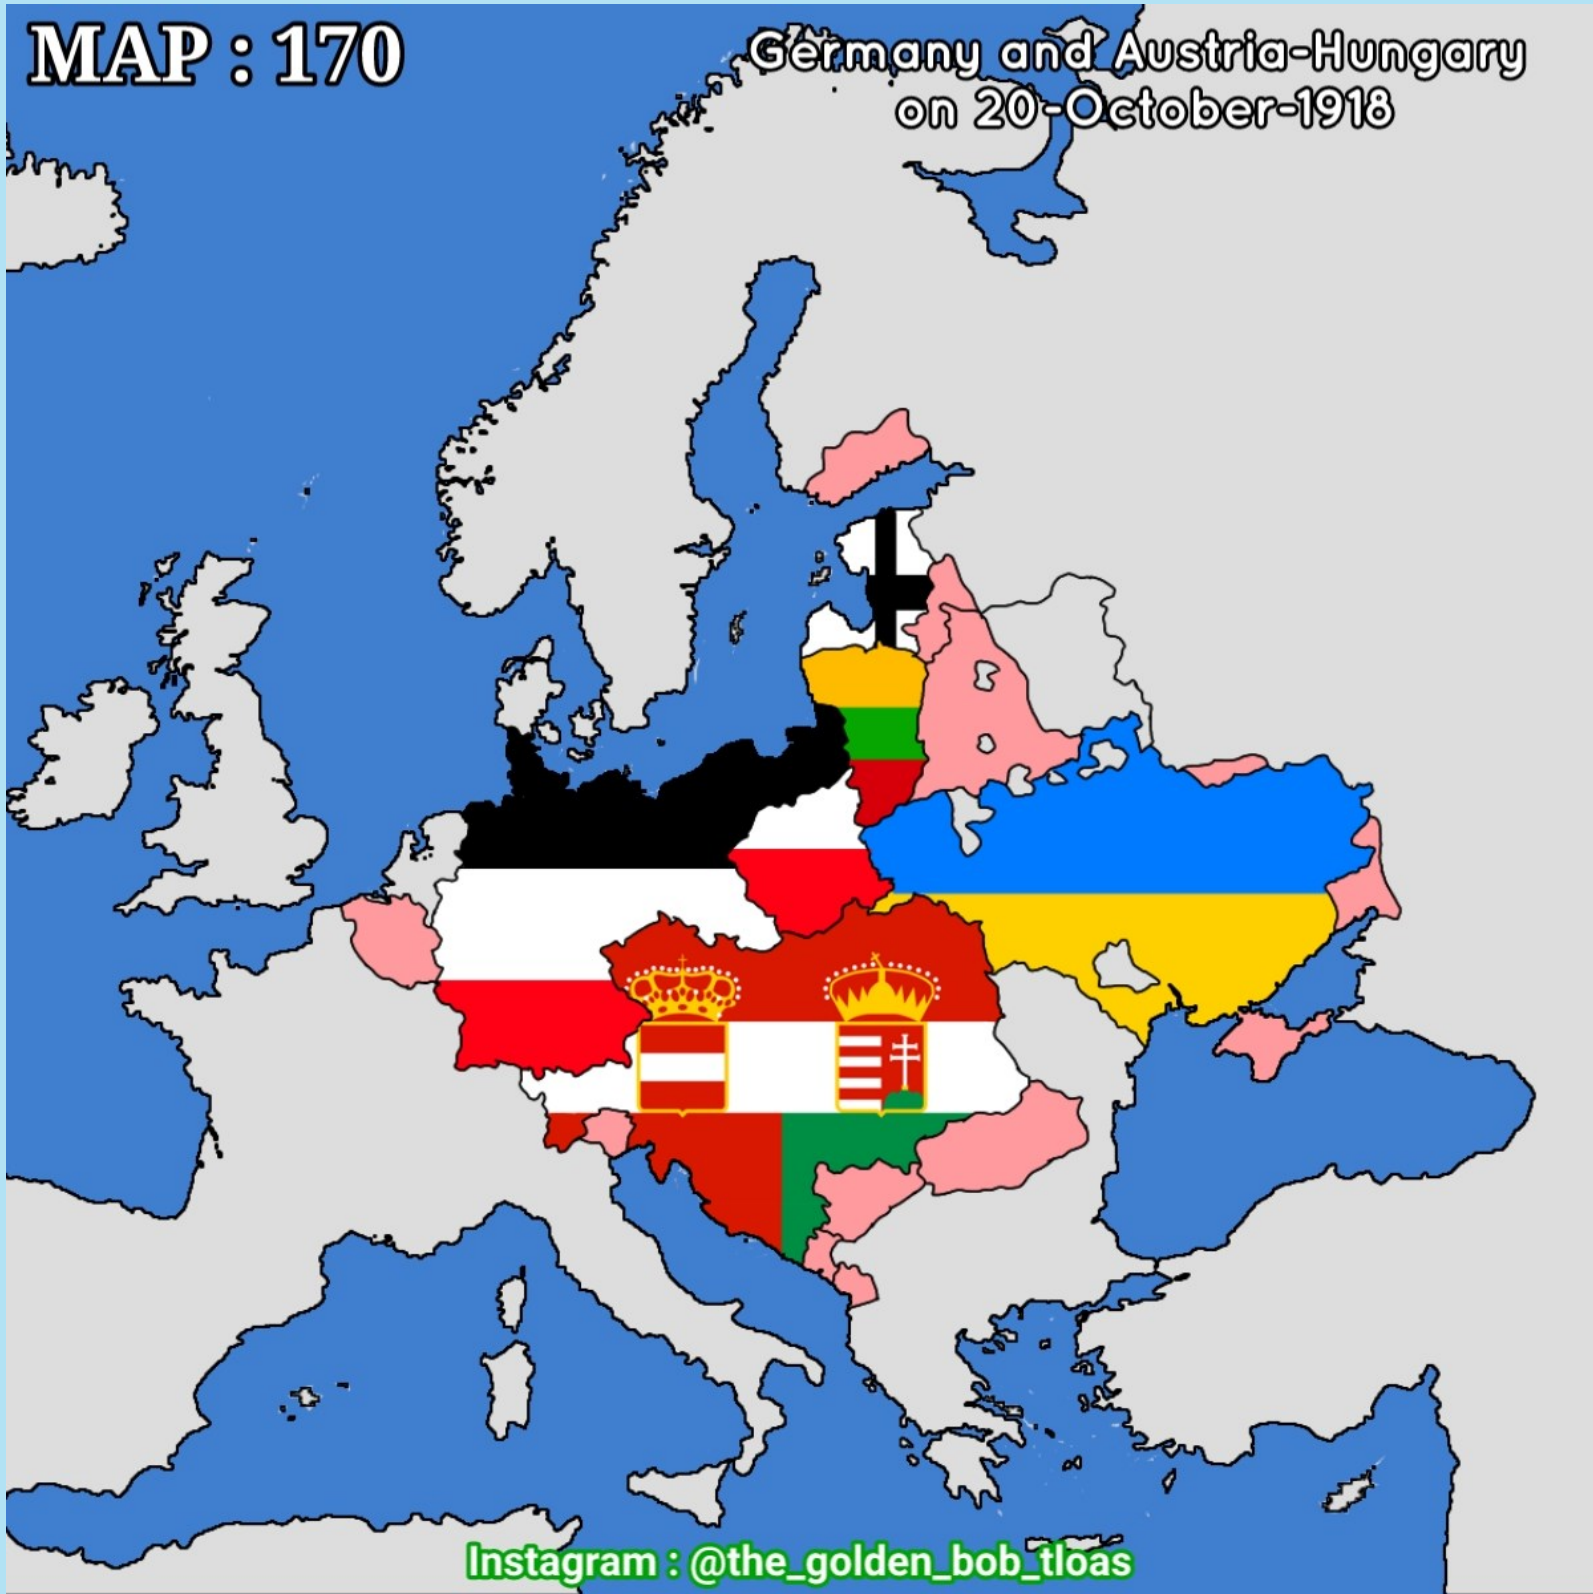 MAP : 170
Germany and Austria-Hungary
on 20-October-1918
Instagram : @the_golden_bob_tloas